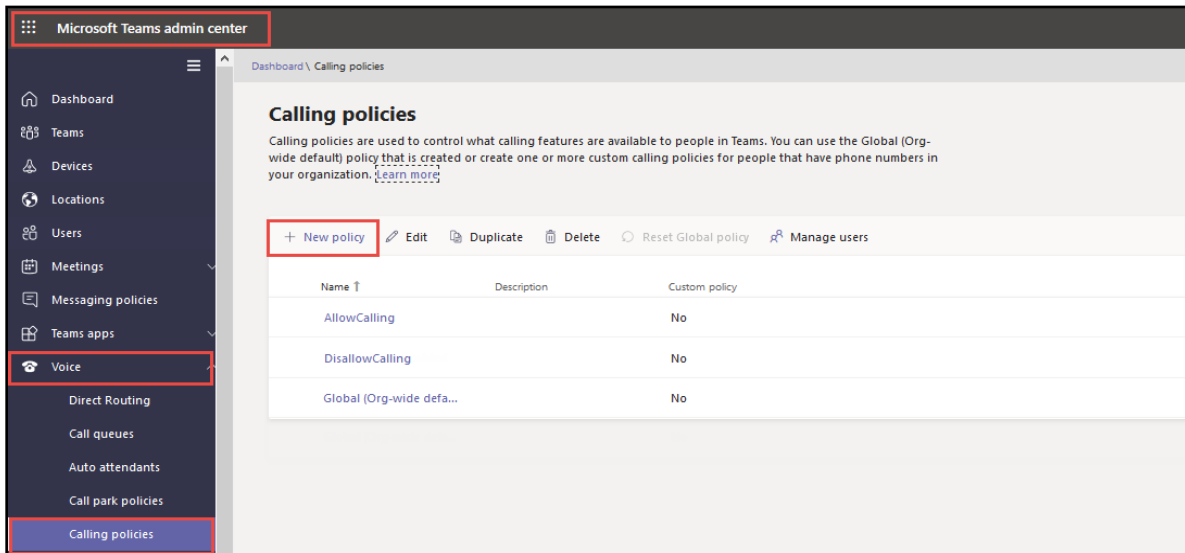 Microsoft Teams admin center
Dashboard \ Calling policies
Dashboard
Teams
Devices
Locations
Users
Meetings
Messaging policies
Teams apps
Voice
Direct Routing
Call queues
Auto attendants
Call park policies
Calling policies
Calling policies
Calling policies are used to control what calling features are available to people in Teams. You can use the Global (Org-
wide default) policy that is created or create one or more custom calling policies for people that have phone numbers in
your organization. Learn more
+ New policy Edit Duplicate Delete Reset Global policy Manage users
Name ↑ Description Custom policy
AllowCalling No
DisallowCalling No
Global (Org-wide defa... No